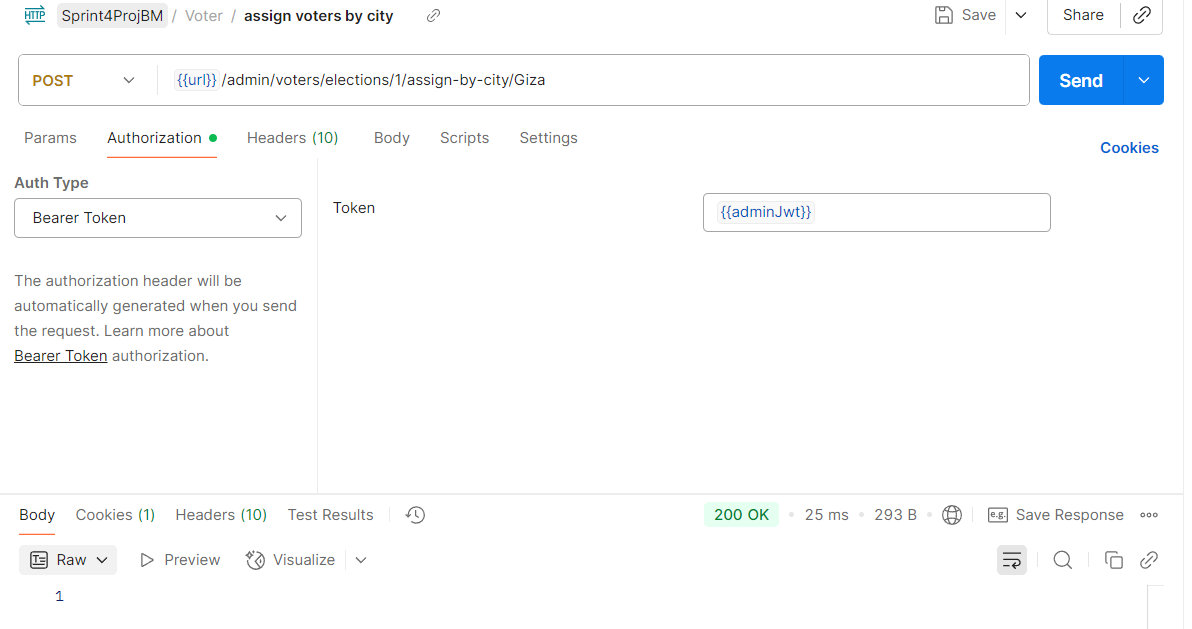 HTTP Sprint4ProjBM / Voter / assign voters by city Save Share
POST {{url}} /admin/voters/elections/1/assign-by-city/Giza Send
Params Authorization Headers (10) Body Scripts Settings Cookies
Auth Type
Bearer Token
Token {{adminJwt}}
The authorization header will be
automatically generated when you send
the request. Learn more about
Bearer Token authorization.
Body Cookies (1) Headers (10) Test Results 200 OK 25 ms 293 B e.g. Save Response
Raw Preview Visualize
1